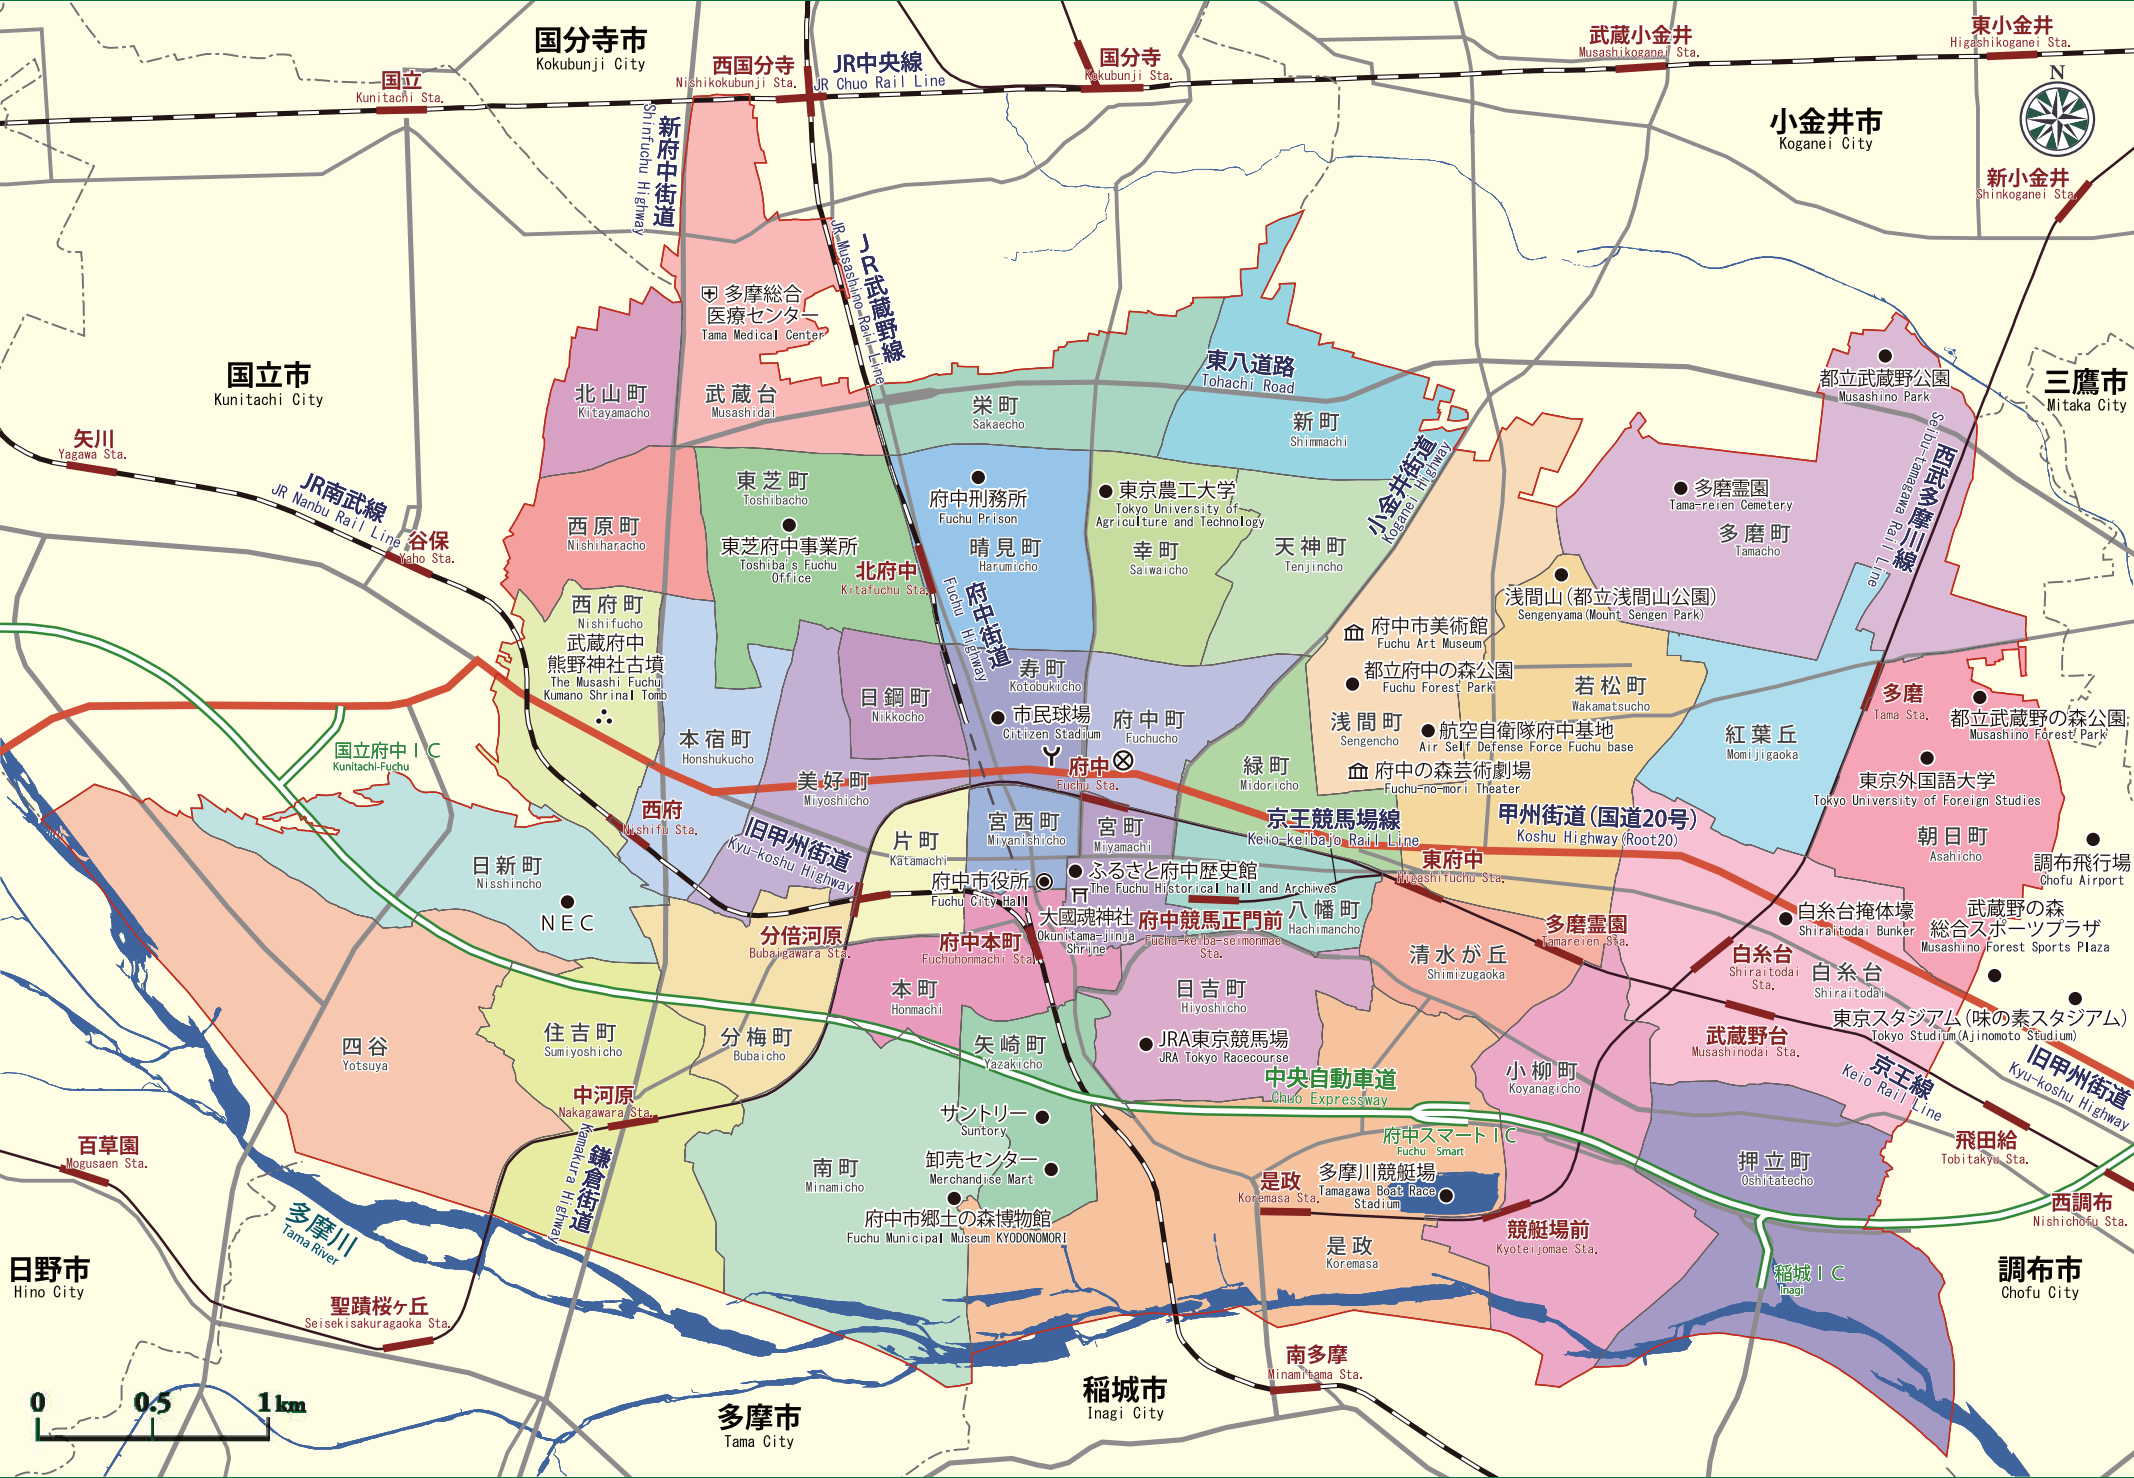 国分寺市
Kokubunji City
国立
Kunitachi Sta.
西国分寺
Nishikokubunji Sta.
JR中央線
JR Chuo Rail Line
国分寺
Kokubunji Sta.
武蔵小金井
Musashikoganei Sta.
東小金井
Higashikoganei Sta.
N
小金井市
Koganei City
新小金井
Shinkoganei Sta.
新府中街道
Shinfuchu Highway
JR武蔵野線
JR Musashino Rail Line
多摩総合
医療センター
Tama Medical Center
国立市
Kunitachi City
北山町
Kitayamacho
武蔵台
Musashidai
栄町
Sakaecho
東八道路
Tohachi Road
新町
Shimmachi
都立武蔵野公園
Musashino Park
三鷹市
Mitaka City
矢川
Yagawa Sta.
JR南武線
JR Nanbu Rail Line
谷保
Yaho Sta.
西原町
Nishiharacho
東芝町
Toshibacho
東芝府中事業所
Toshiba's Fuchu
Office
北府中
Kitafuchu Sta.
府中刑務所
Fuchu Prison
晴見町
Harumicho
東京農工大学
Tokyo University of
Agriculture and Technology
幸町
Saiwaicho
天神町
Tenjincho
小金井街道
Koganei Highway
多磨霊園
Tama-reien Cemetery
多磨町
Tamacho
西武多摩川線
Seibu-tamagawa Rail Line
浅間山(都立浅間山公園)
Sengenyama(Mount Sengen Park)
西府町
Nishifucho
武蔵府中
熊野神社古墳
The Musashi Fuchu
Kumano Shrinal Tomb
府中街道
Fuchu Highway
府中市美術館
Fuchu Art Museum
都立府中の森公園
Fuchu Forest Park
若松町
Wakamatsucho
浅間町
Sengencho
航空自衛隊府中基地
Air Self Defense Force Fuchu base
府中の森芸術劇場
Fuchu-no-mori Theater
紅葉丘
Momijigaoka
多磨
Tama Sta.
都立武蔵野の森公園
Musashino Forest Park
東京外国語大学
Tokyo University of Foreign Studies
朝日町
Asahicho
調布飛行場
Chofu Airport
国立府中IC
Kunitachi-Fuchu
本宿町
Honshukucho
日鋼町
Nikkocho
寿町
Kotobukicho
市民球場
Citizen Stadium
府中町
Fuchucho
府中
Fuchu Sta.
美好町
Miyoshicho
緑町
Midoricho
西府
Nishifu Sta.
旧甲州街道
Kyu-koshu Highway
片町
Katamachi
宮西町
Miyanishicho
宮町
Miyamachi
京王競馬場線
Keio-keibajo Rail Line
甲州街道(国道20号)
Koshu Highway(Root20)
東府中
Higashifuchu Sta.
日新町
Nisshincho
NEC
府中市役所
Fuchu City Hall
ふるさと府中歴史館
The Fuchu Historical hall and Archives
大國魂神社
Okunitama-jinja
Shrine
府中競馬正門前
Fuchu-keiba-seimonmae
Sta.
八幡町
Hachimancho
分倍河原
Bubaigawara Sta.
府中本町
Fuchuhonmachi Sta.
清水が丘
Shimizugaoka
多磨霊園
Tamareien Sta.
白糸台掩体壕
Shiraitodai Bunker
白糸台
Shiraitodai
Sta.
白糸台
Shiraitodai
武蔵野の森
総合スポーツプラザ
Musashino Forest Sports Plaza
東京スタジアム(味の素スタジアム)
Tokyo Studium(Ajinomoto Studium)
本町
Honmachi
日吉町
Hiyoshicho
JRA東京競馬場
JRA Tokyo Racecourse
四谷
Yotsuya
住吉町
Sumiyoshicho
分梅町
Bubaicho
矢崎町
Yazakicho
武蔵野台
Musashinodai Sta.
京王線
Keio Rail Line
旧甲州街道
Kyu-koshu Highway
中央自動車道
Chuo Expressway
小柳町
Koyanagicho
中河原
Nakagawara Sta.
サントリー
Suntory
府中スマートIC
Fuchu Smart
飛田給
Tobitakyu Sta.
百草園
Mogusaen Sta.
鎌倉街道
Kamakura Highway
南町
Minamicho
卸売センター
Merchandise Mart
府中市郷土の森博物館
Fuchu Municipal Museum KYODONOMORI
是政
Koremasa Sta.
多摩川競艇場
Tamagawa Boat Race
Stadium
押立町
Oshitatecho
西調布
Nishichofu Sta.
競艇場前
Kyoteijomae Sta.
是政
Koremasa
多摩川
Tama River
日野市
Hino City
稲城IC
Inagi
調布市
Chofu City
聖蹟桜ヶ丘
Seisekisakuragaoka Sta.
南多摩
Minamitama Sta.
稲城市
Inagi City
多摩市
Tama City
0 0.5 1 km